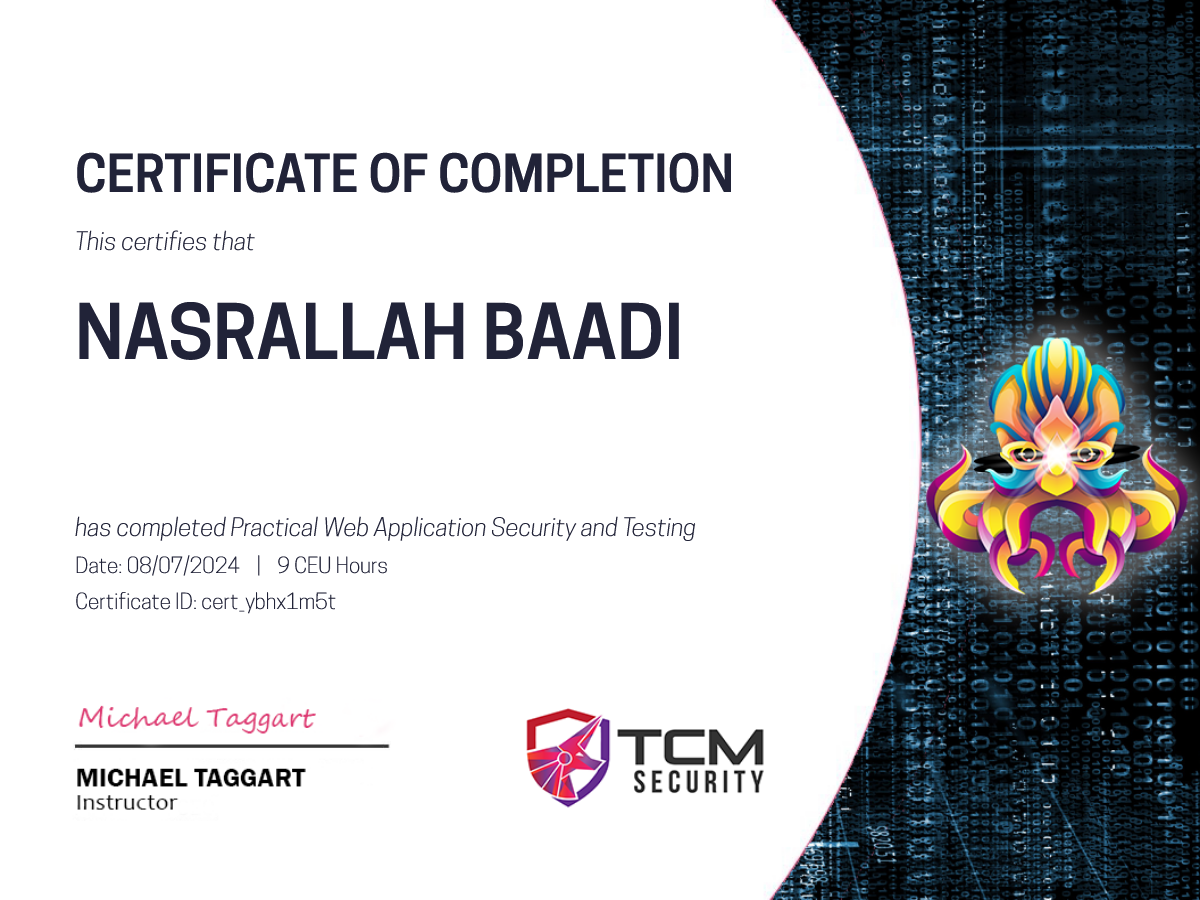 CERTIFICATE OF COMPLETION
This certifies that
NASRALLAH BAADI
has completed Practical Web Application Security and Testing
Date: 08/07/2024 | 9 CEU Hours
Certificate ID: cert_ybhx1m5t
Michael Taggart
MICHAEL TAGGART
Instructor
TCM
SECURITY